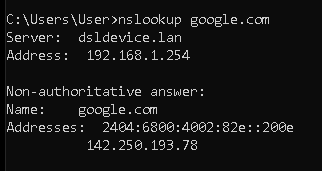 C:\Users\User>nslookup google.com
Server:  dsldevice.lan
Address:  192.168.1.254

Non-authoritative answer:
Name:    google.com
Addresses:  2404:6800:4002:82e::200e
          142.250.193.78